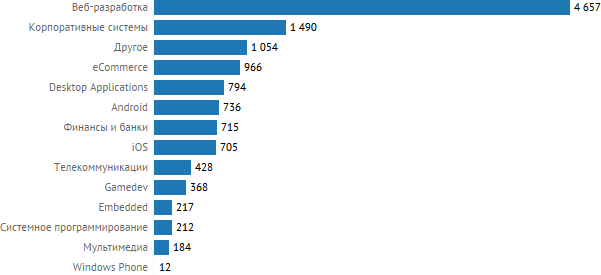 Веб-разработка 4 657
Корпоративные системы 1 490
Другое 1 054
eCommerce 966
Desktop Applications 794
Android 736
Финансы и банки 715
iOS 705
Телекоммуникации 428
Gamedev 368
Embedded 217
Системное программирование 212
Мультимедиа 184
Windows Phone 12